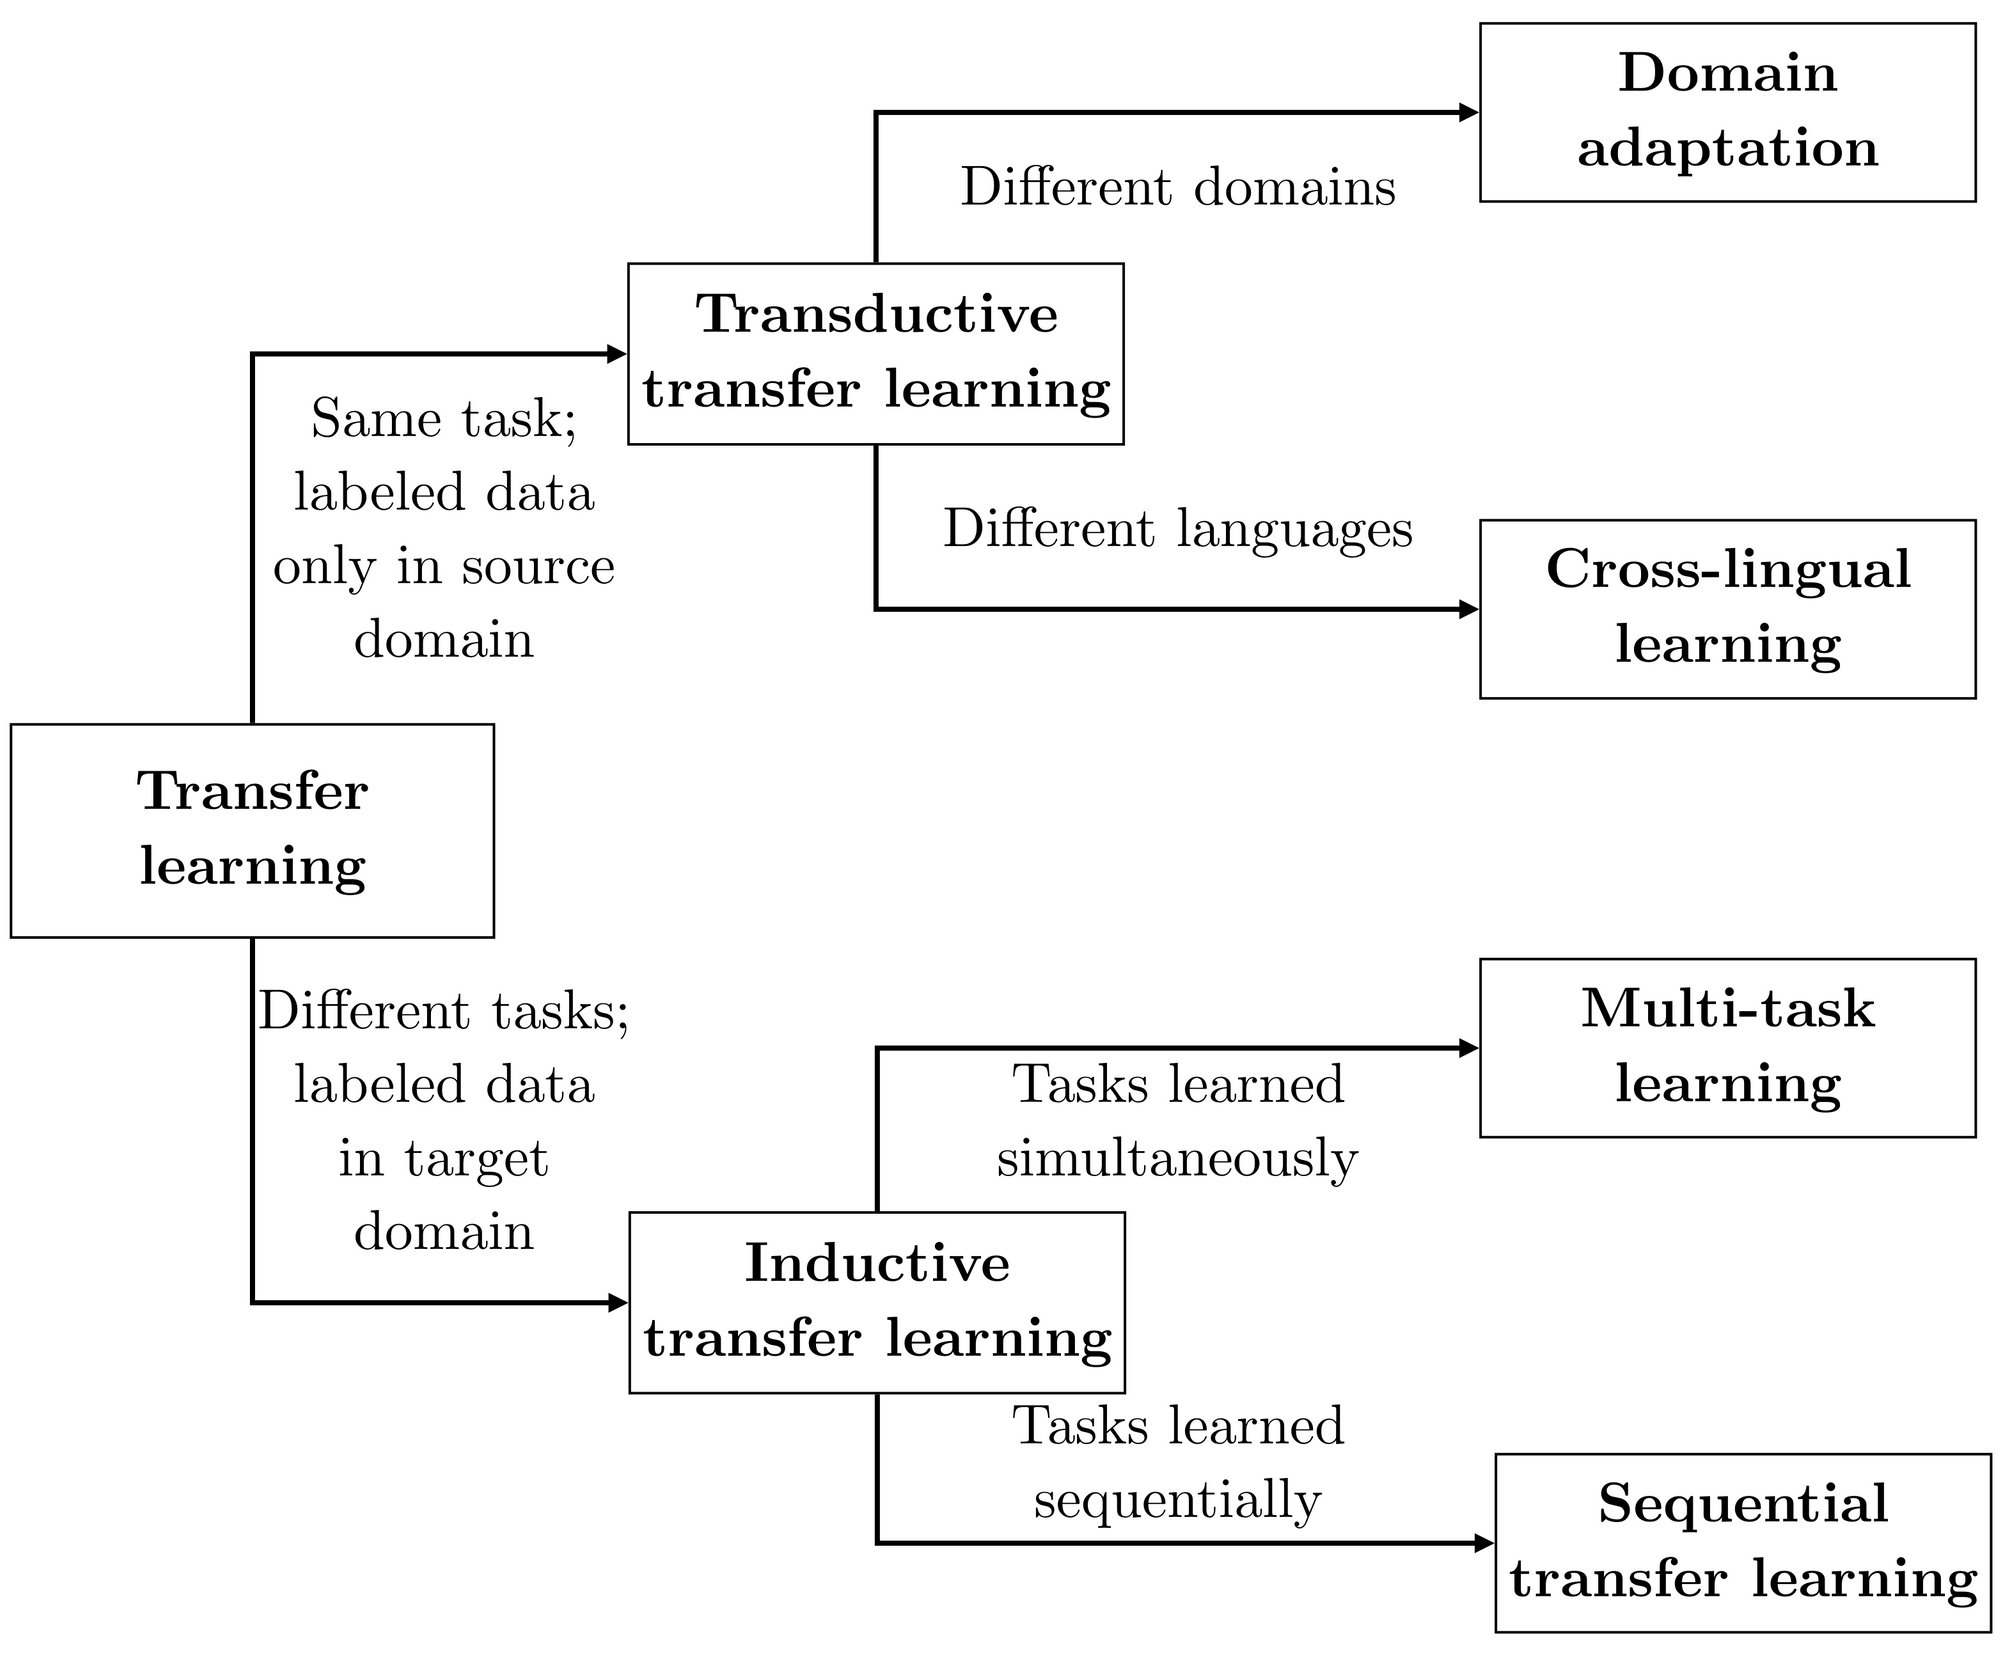 Domain
adaptation
Different domains
Transductive
transfer learning
Same task;
labeled data
only in source
domain
Different languages
Cross-lingual
learning
Transfer
learning
Different tasks;
labeled data
in target
domain
Multi-task
learning
Tasks learned
simultaneously
Inductive
transfer learning
Tasks learned
sequentially
Sequential
transfer learning